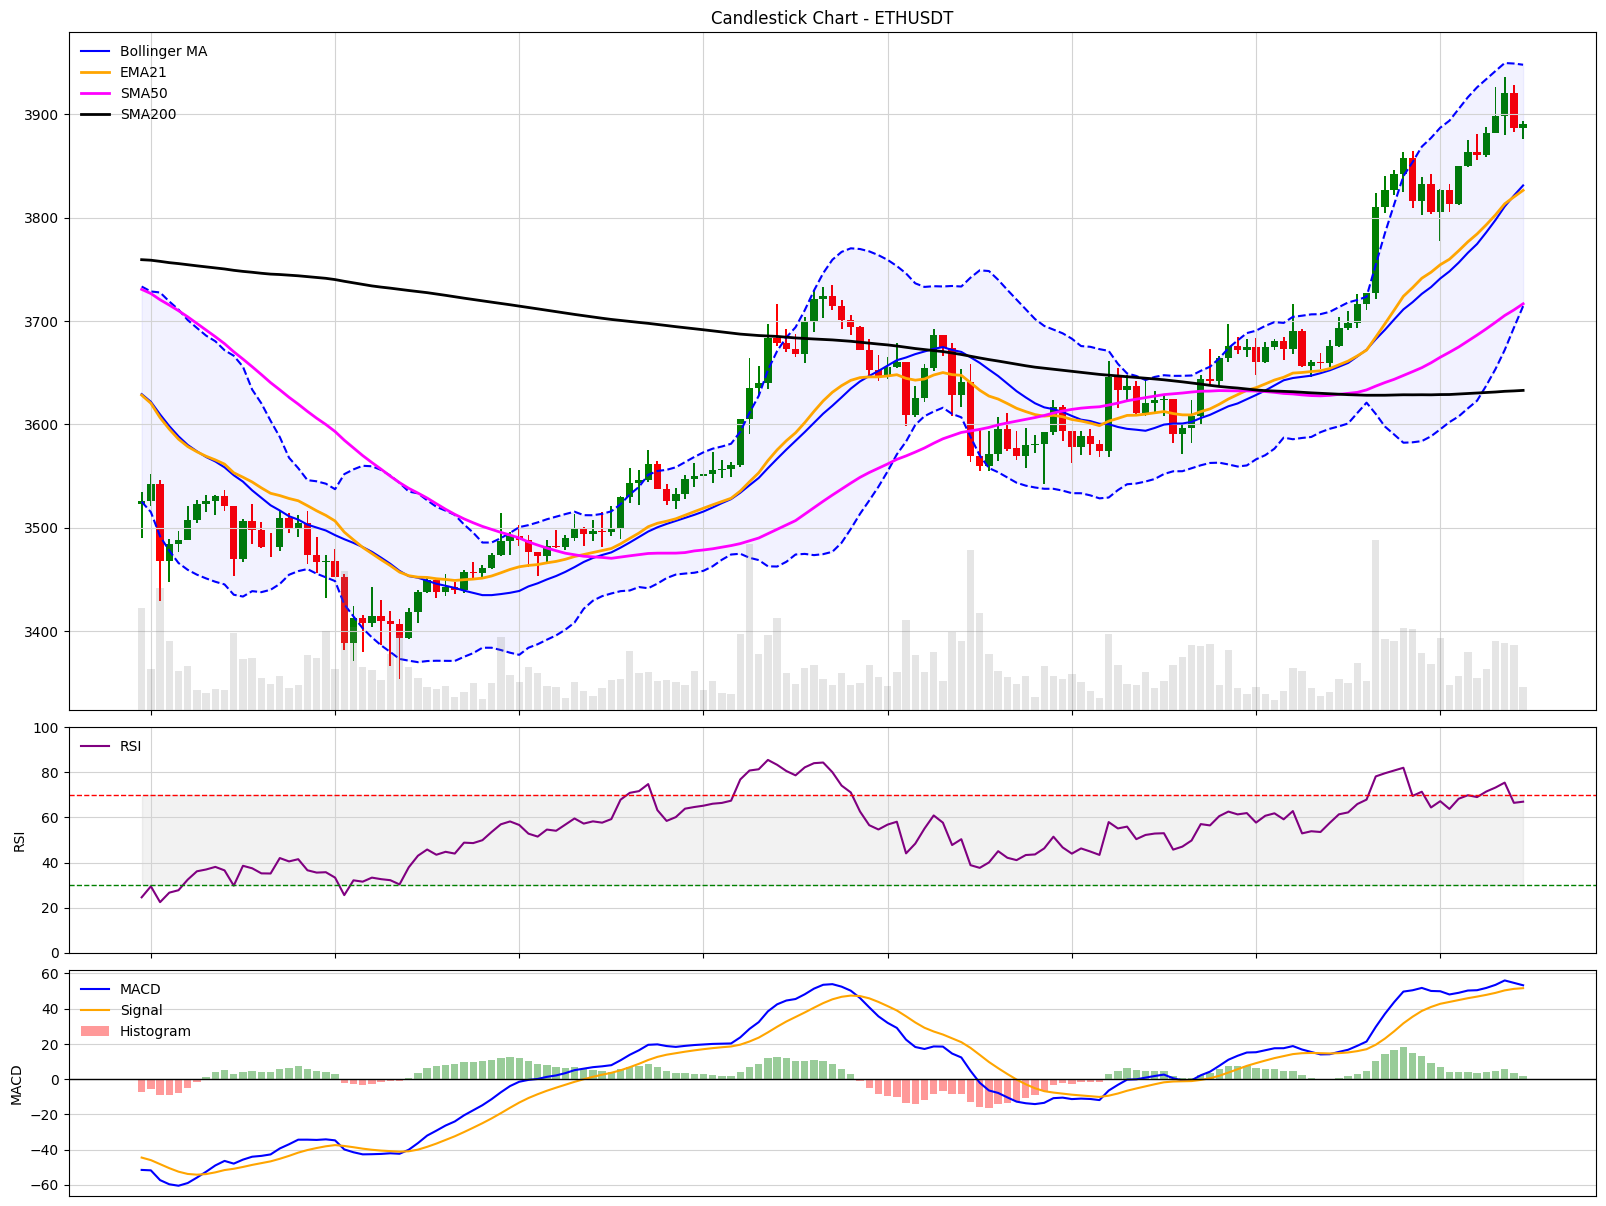 Candlestick Chart - ETHUSDT
Bollinger MA
EMA21
SMA50
SMA200
3900
3800
3700
3600
3500
3400
RSI
100
80
60
40
20
0
RSI
MACD
Signal
Histogram
60
40
20
0
−20
−40
−60
MACD